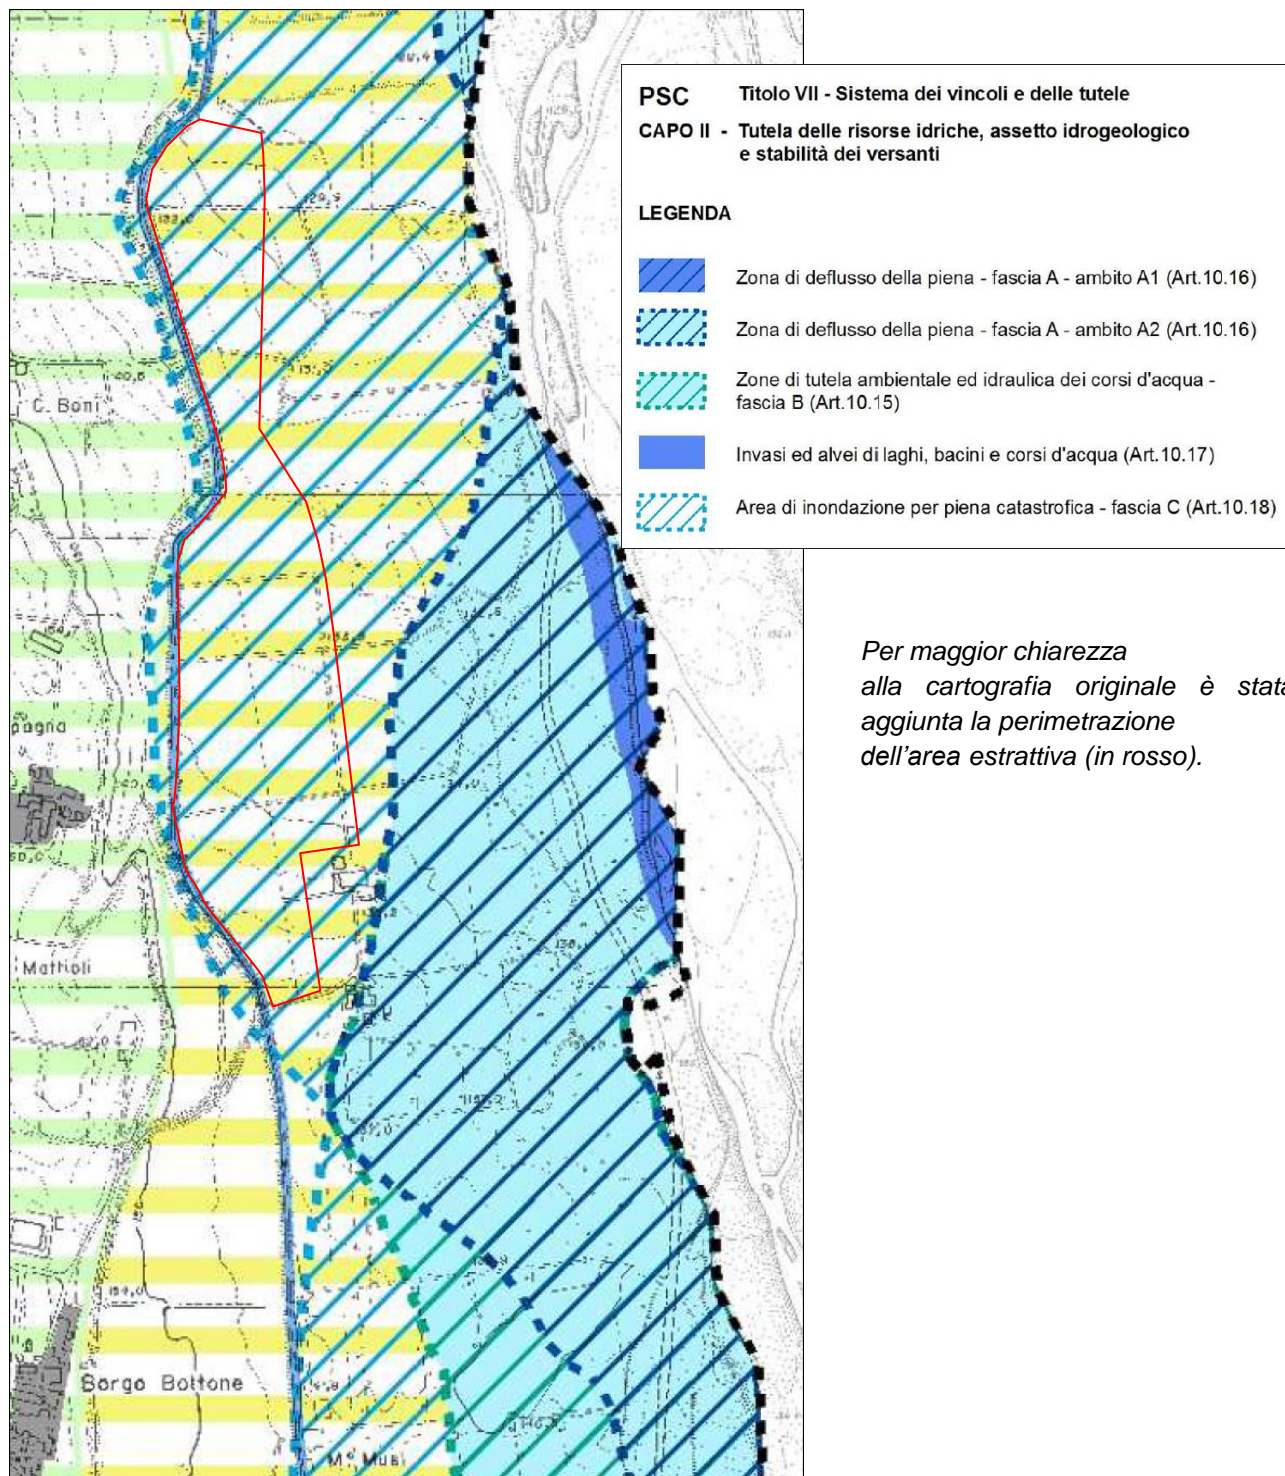 PSC Titolo VII - Sistema dei vincoli e delle tutele
CAPO II - Tutela delle risorse idriche, assetto idrogeologico
e stabilità dei versanti
LEGENDA
Zona di deflusso della piena - fascia A - ambito A1 (Art.10.16)
Zona di deflusso della piena - fascia A - ambito A2 (Art.10.16)
Zone di tutela ambientale ed idraulica dei corsi d'acqua -
fascia B (Art.10.15)
Invasi ed alvei di laghi, bacini e corsi d'acqua (Art.10.17)
Area di inondazione per piena catastrofica - fascia C (Art.10.18)
Per maggior chiarezza
alla cartografia originale è stata
aggiunta la perimetrazione
dell'area estrattiva (in rosso).
C. Boni
pagna
Mattioli
Borgo Bottone
Mº Musi